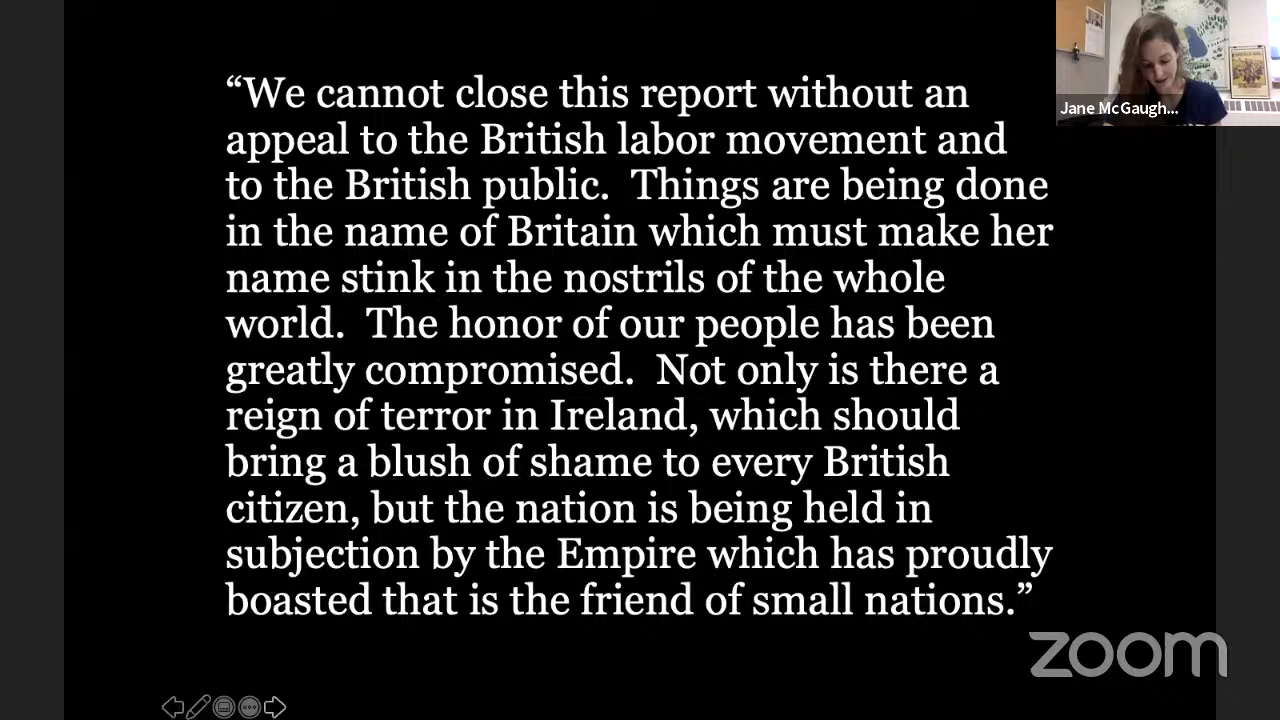 “We cannot close this report without an
appeal to the British labor movement and
to the British public.  Things are being done
in the name of Britain which must make her
name stink in the nostrils of the whole
world.  The honor of our people has been
greatly compromised.  Not only is there a
reign of terror in Ireland, which should
bring a blush of shame to every British
citizen, but the nation is being held in
subjection by the Empire which has proudly
boasted that is the friend of small nations.”
Jane McGaugh...
zoom